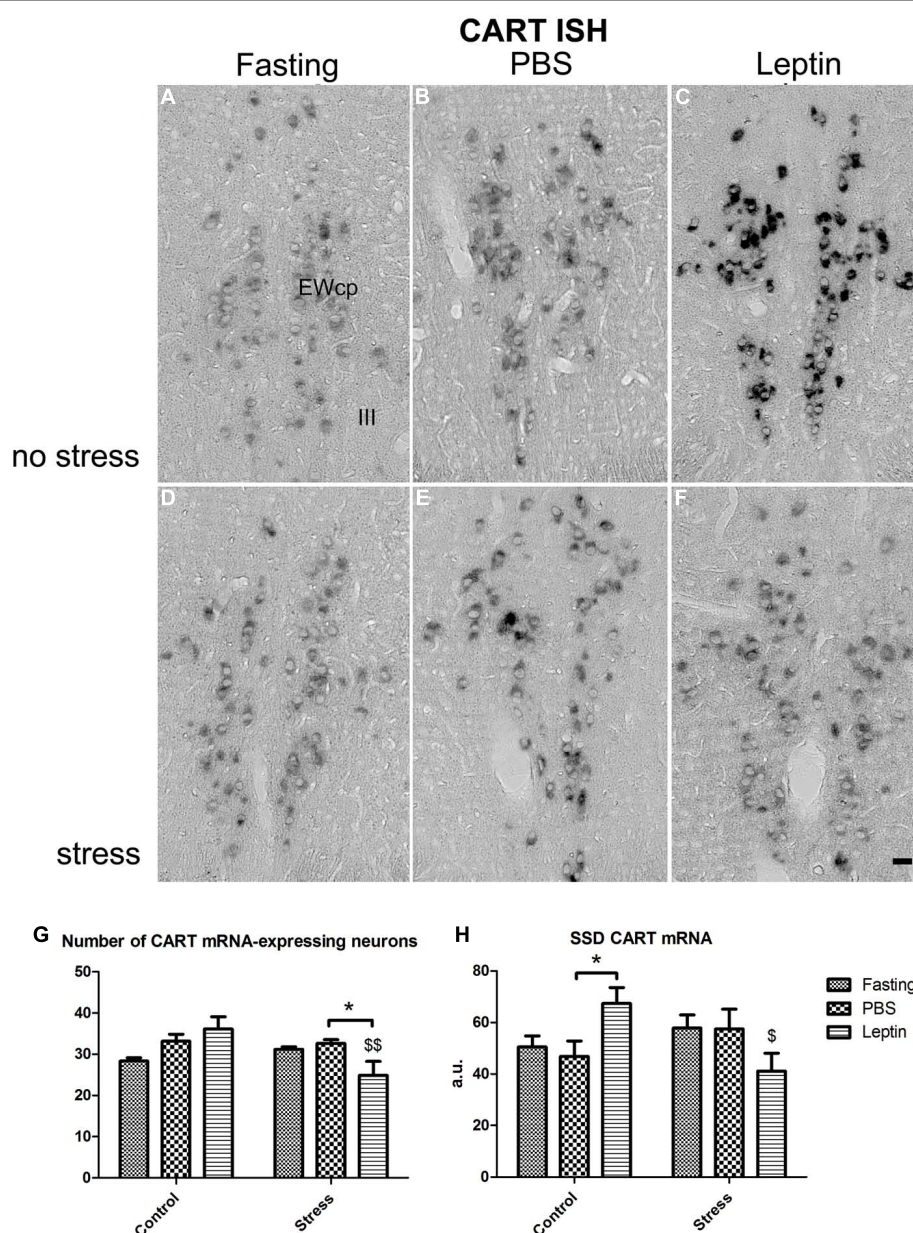 CART ISH
Fasting PBS Leptin
A B C
EWcp
III
no stress
D E F
stress
G Number of CART mRNA-expressing neurons
50
40
30
20
10
0
*
$$
Control Stress
H SSD CART mRNA
a.u.
80
60
40
20
0
*
$
Control Stress
Fasting
PBS
Leptin